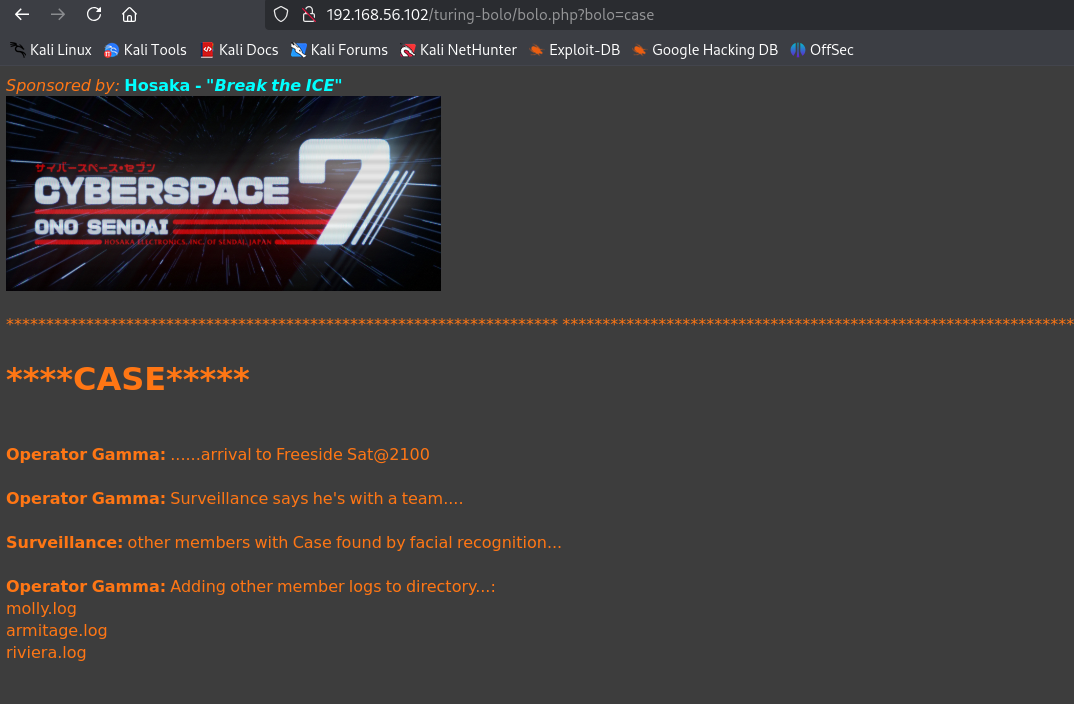 192.168.56.102/turing-bolo/bolo.php?bolo=case
Kali Linux Kali Tools Kali Docs Kali Forums Kali NetHunter Exploit-DB Google Hacking DB OffSec
Sponsored by: Hosaka - "Break the ICE"
サイバースペース・セブン
CYBERSPACE 7
ONO SENDAI
HOSAKA ELECTRONICS, INC. OF SENDAI, JAPAN
********************************************************************* ****************************************************************
****CASE*****
Operator Gamma: ......arrival to Freeside Sat@2100
Operator Gamma: Surveillance says he's with a team....
Surveillance: other members with Case found by facial recognition...
Operator Gamma: Adding other member logs to directory...:
molly.log
armitage.log
riviera.log